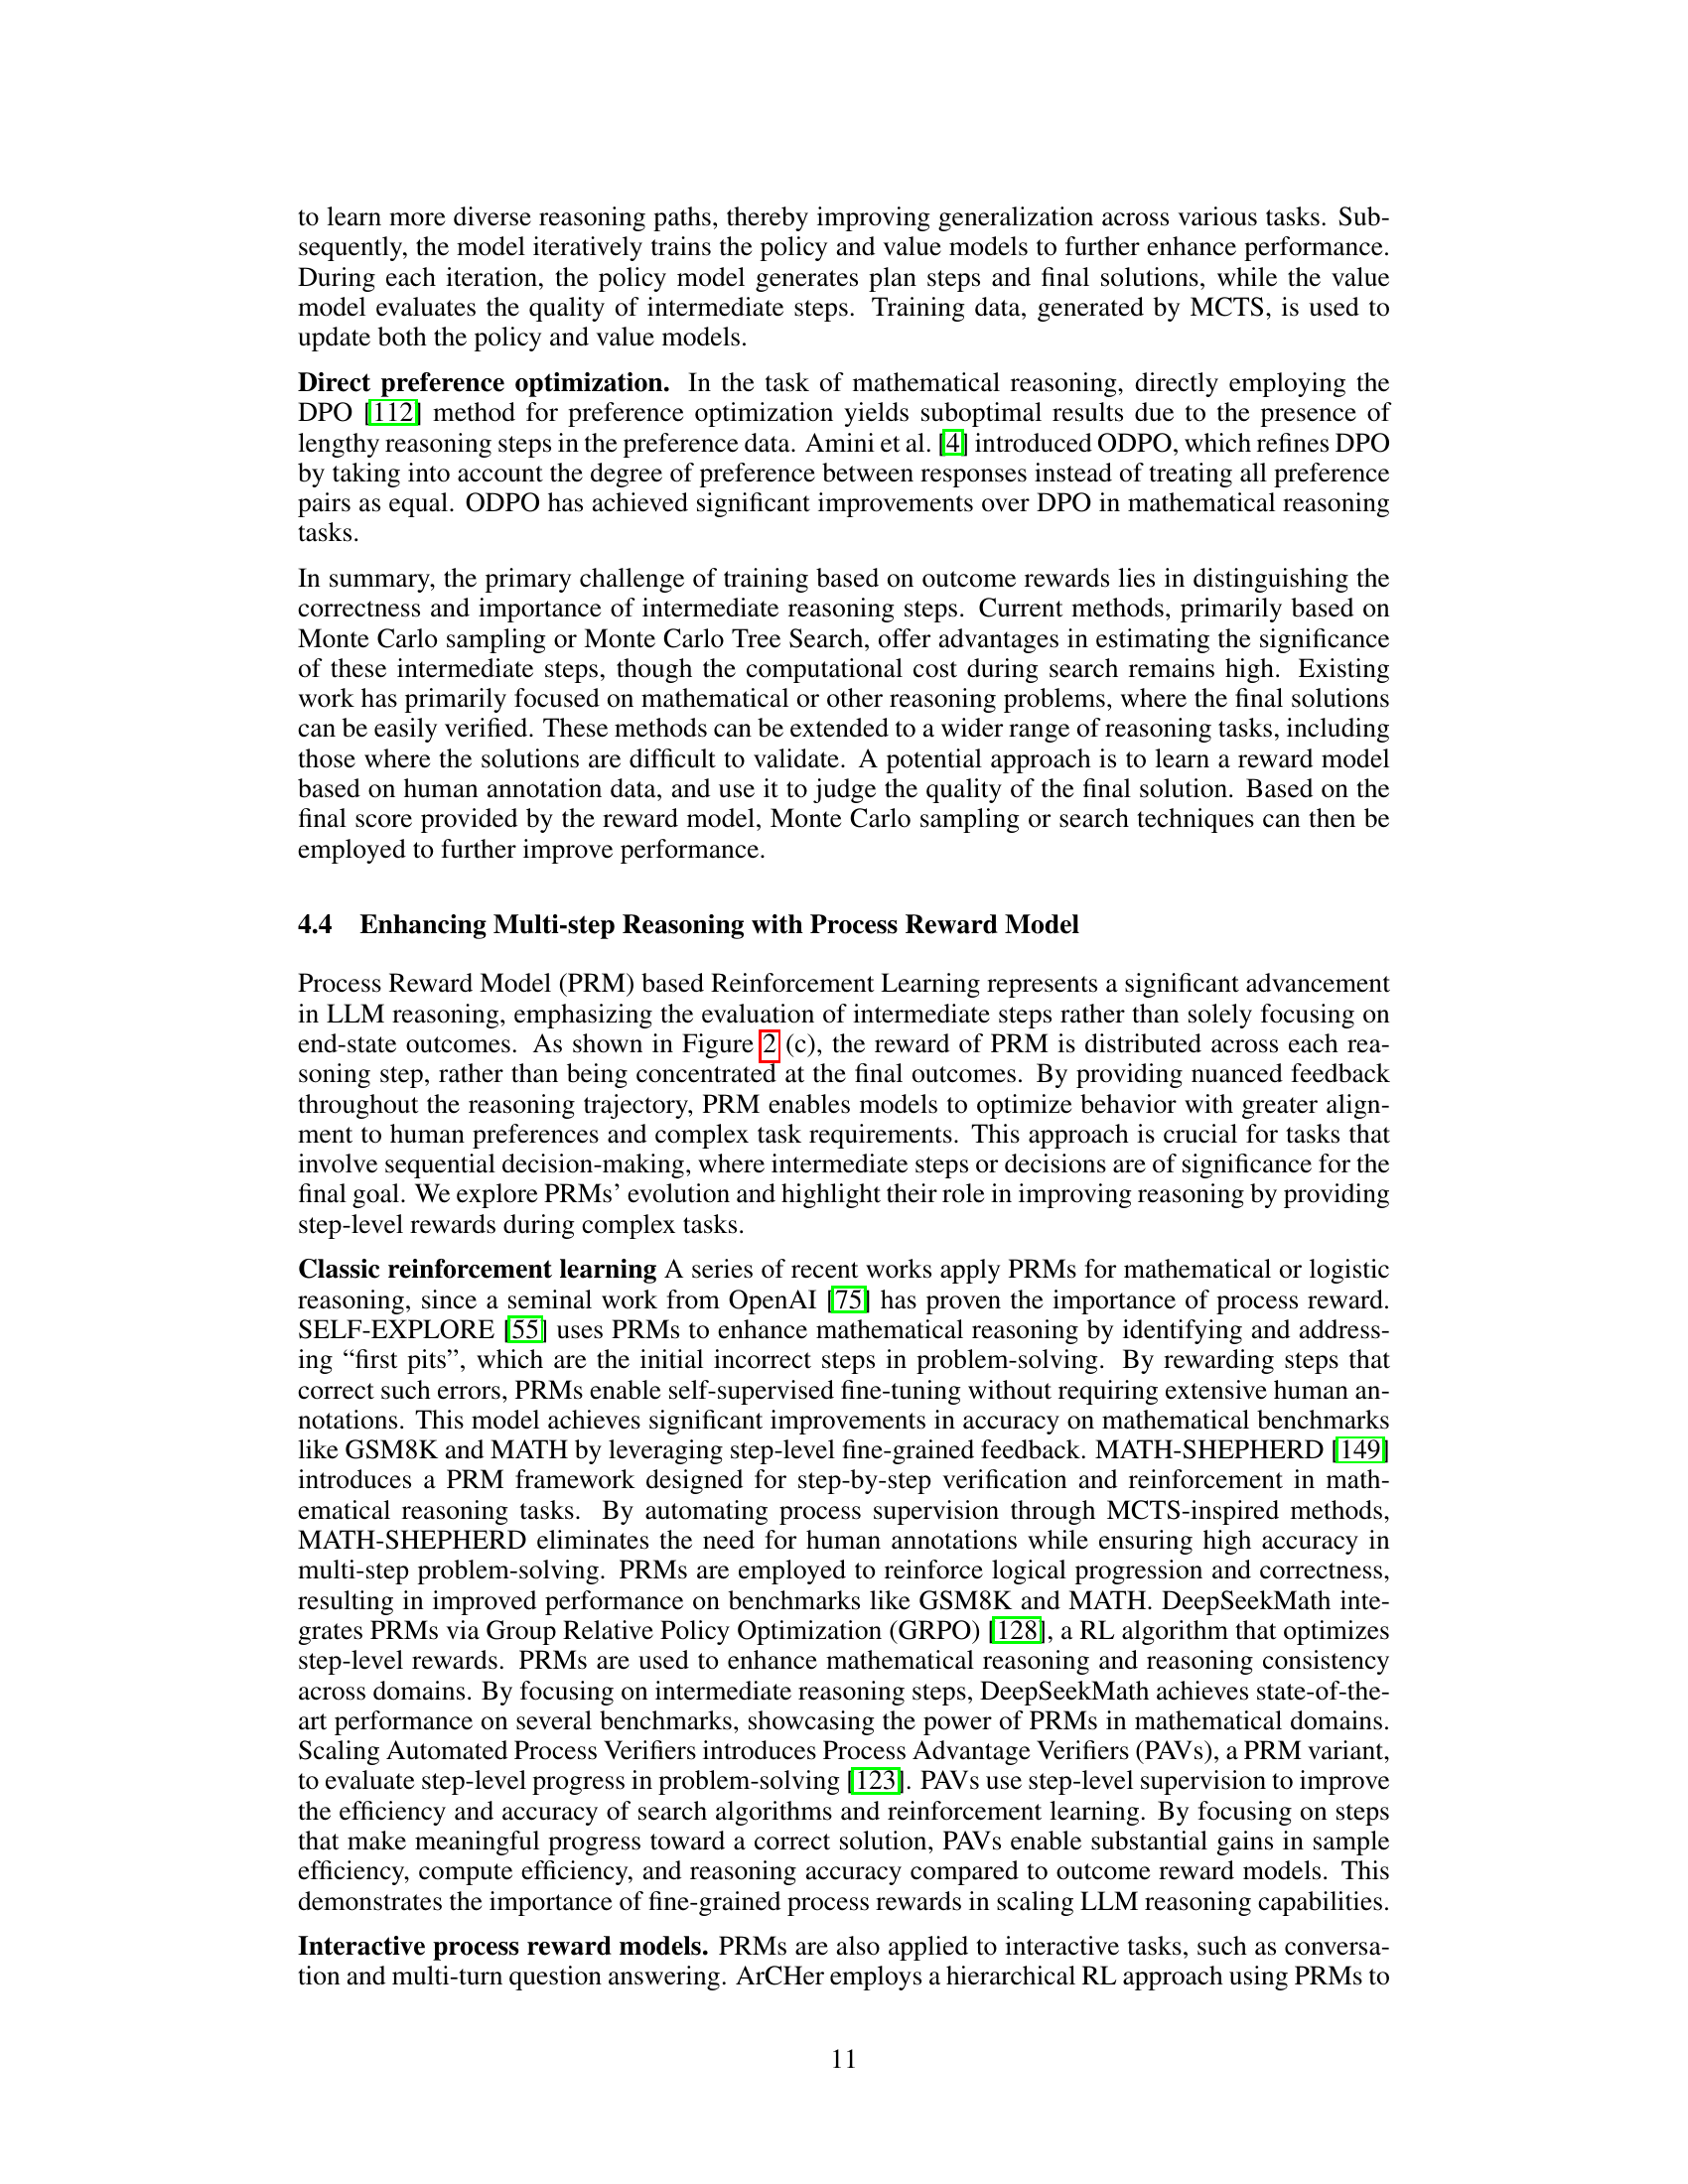 to learn more diverse reasoning paths, thereby improving generalization across various tasks. Sub-
sequently, the model iteratively trains the policy and value models to further enhance performance.
During each iteration, the policy model generates plan steps and final solutions, while the value
model evaluates the quality of intermediate steps. Training data, generated by MCTS, is used to
update both the policy and value models.
Direct preference optimization. In the task of mathematical reasoning, directly employing the
DPO [112] method for preference optimization yields suboptimal results due to the presence of
lengthy reasoning steps in the preference data. Amini et al. [4] introduced ODPO, which refines DPO
by taking into account the degree of preference between responses instead of treating all preference
pairs as equal. ODPO has achieved significant improvements over DPO in mathematical reasoning
tasks.
In summary, the primary challenge of training based on outcome rewards lies in distinguishing the
correctness and importance of intermediate reasoning steps. Current methods, primarily based on
Monte Carlo sampling or Monte Carlo Tree Search, offer advantages in estimating the significance
of these intermediate steps, though the computational cost during search remains high. Existing
work has primarily focused on mathematical or other reasoning problems, where the final solutions
can be easily verified. These methods can be extended to a wider range of reasoning tasks, including
those where the solutions are difficult to validate. A potential approach is to learn a reward model
based on human annotation data, and use it to judge the quality of the final solution. Based on the
final score provided by the reward model, Monte Carlo sampling or search techniques can then be
employed to further improve performance.
4.4 Enhancing Multi-step Reasoning with Process Reward Model
Process Reward Model (PRM) based Reinforcement Learning represents a significant advancement
in LLM reasoning, emphasizing the evaluation of intermediate steps rather than solely focusing on
end-state outcomes. As shown in Figure 2 (c), the reward of PRM is distributed across each rea-
soning step, rather than being concentrated at the final outcomes. By providing nuanced feedback
throughout the reasoning trajectory, PRM enables models to optimize behavior with greater align-
ment to human preferences and complex task requirements. This approach is crucial for tasks that
involve sequential decision-making, where intermediate steps or decisions are of significance for the
final goal. We explore PRMs’ evolution and highlight their role in improving reasoning by providing
step-level rewards during complex tasks.
Classic reinforcement learning A series of recent works apply PRMs for mathematical or logistic
reasoning, since a seminal work from OpenAI [75] has proven the importance of process reward.
SELF-EXPLORE [55] uses PRMs to enhance mathematical reasoning by identifying and address-
ing “first pits”, which are the initial incorrect steps in problem-solving. By rewarding steps that
correct such errors, PRMs enable self-supervised fine-tuning without requiring extensive human an-
notations. This model achieves significant improvements in accuracy on mathematical benchmarks
like GSM8K and MATH by leveraging step-level fine-grained feedback. MATH-SHEPHERD [149]
introduces a PRM framework designed for step-by-step verification and reinforcement in math-
ematical reasoning tasks. By automating process supervision through MCTS-inspired methods,
MATH-SHEPHERD eliminates the need for human annotations while ensuring high accuracy in
multi-step problem-solving. PRMs are employed to reinforce logical progression and correctness,
resulting in improved performance on benchmarks like GSM8K and MATH. DeepSeekMath inte-
grates PRMs via Group Relative Policy Optimization (GRPO) [128], a RL algorithm that optimizes
step-level rewards. PRMs are used to enhance mathematical reasoning and reasoning consistency
across domains. By focusing on intermediate reasoning steps, DeepSeekMath achieves state-of-the-
art performance on several benchmarks, showcasing the power of PRMs in mathematical domains.
Scaling Automated Process Verifiers introduces Process Advantage Verifiers (PAVs), a PRM variant,
to evaluate step-level progress in problem-solving [123]. PAVs use step-level supervision to improve
the efficiency and accuracy of search algorithms and reinforcement learning. By focusing on steps
that make meaningful progress toward a correct solution, PAVs enable substantial gains in sample
efficiency, compute efficiency, and reasoning accuracy compared to outcome reward models. This
demonstrates the importance of fine-grained process rewards in scaling LLM reasoning capabilities.
Interactive process reward models. PRMs are also applied to interactive tasks, such as conversa-
tion and multi-turn question answering. ArCHer employs a hierarchical RL approach using PRMs to
11